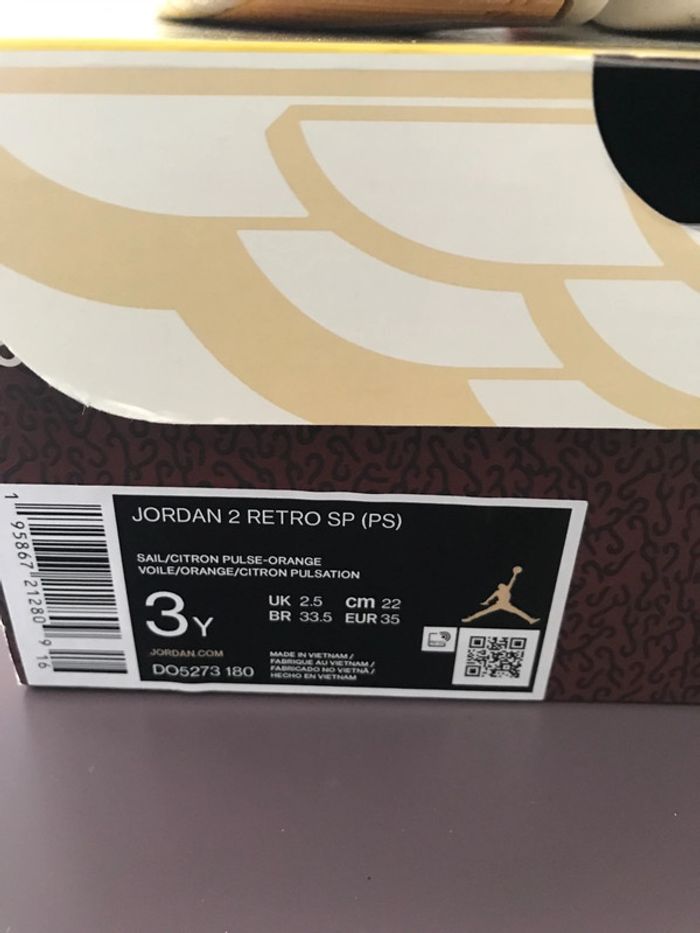 JORDAN 2 RETRO SP (PS)
SAIL/CITRON PULSE-ORANGE
VOILE/ORANGE/CITRON PULSATION
3Y
UK 2.5 cm 22
BR 33.5 EUR 35
JORDAN.COM
DO5273 180
MADE IN VIETNAM /
FABRIQUE AU VIETNAM /
FABRICADO NO VIETNÃ /
HECHO EN VIETNAM
1 95867 21280 9 16